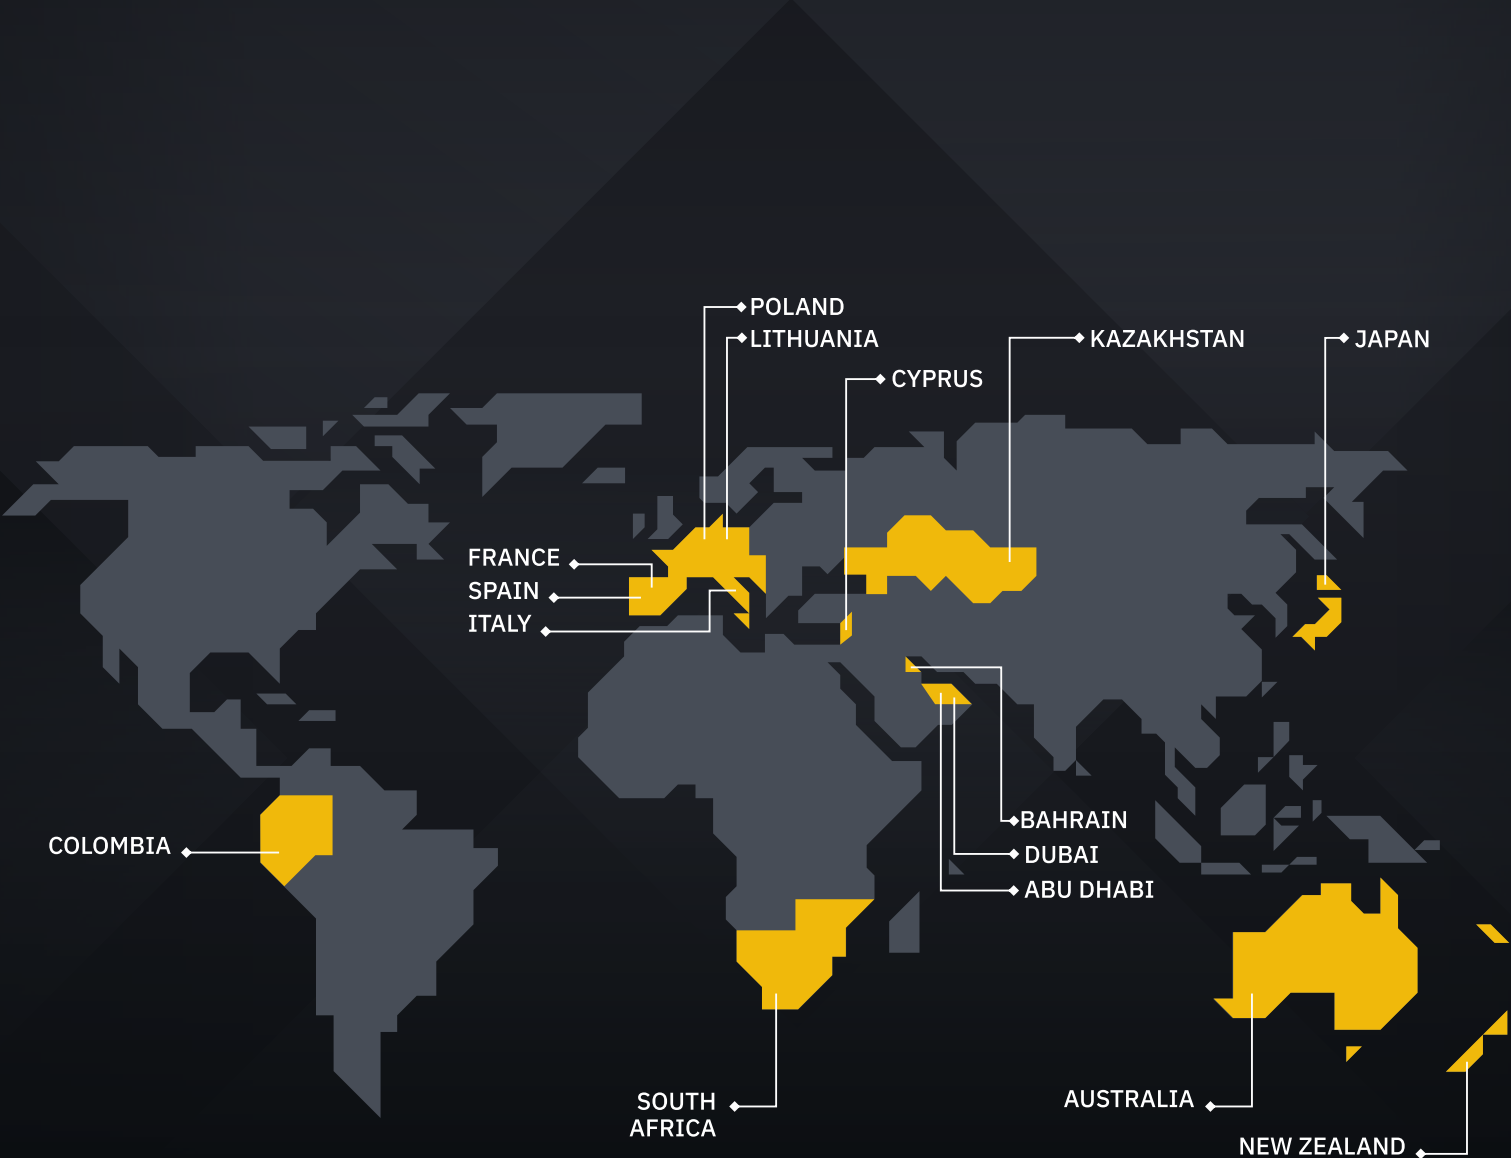 POLAND
LITHUANIA
KAZAKHSTAN
JAPAN
CYPRUS
FRANCE
SPAIN
ITALY
BAHRAIN
COLOMBIA
DUBAI
ABU DHABI
SOUTH
AFRICA
AUSTRALIA
NEW ZEALAND